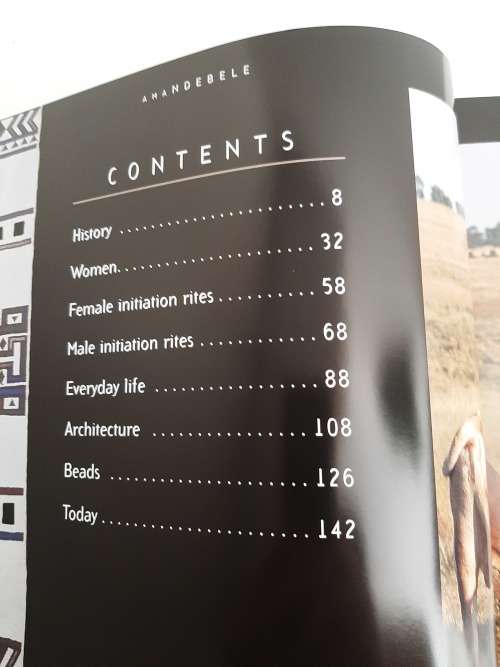 AMANDEBELE
CONTENTS
History ........................ 8
Women........................ 32
Female initiation rites .......... 58
Male initiation rites ............ 68
Everyday life ................. 88
Architecture ................. 108
Beads ..................... 126
Today...................... 142